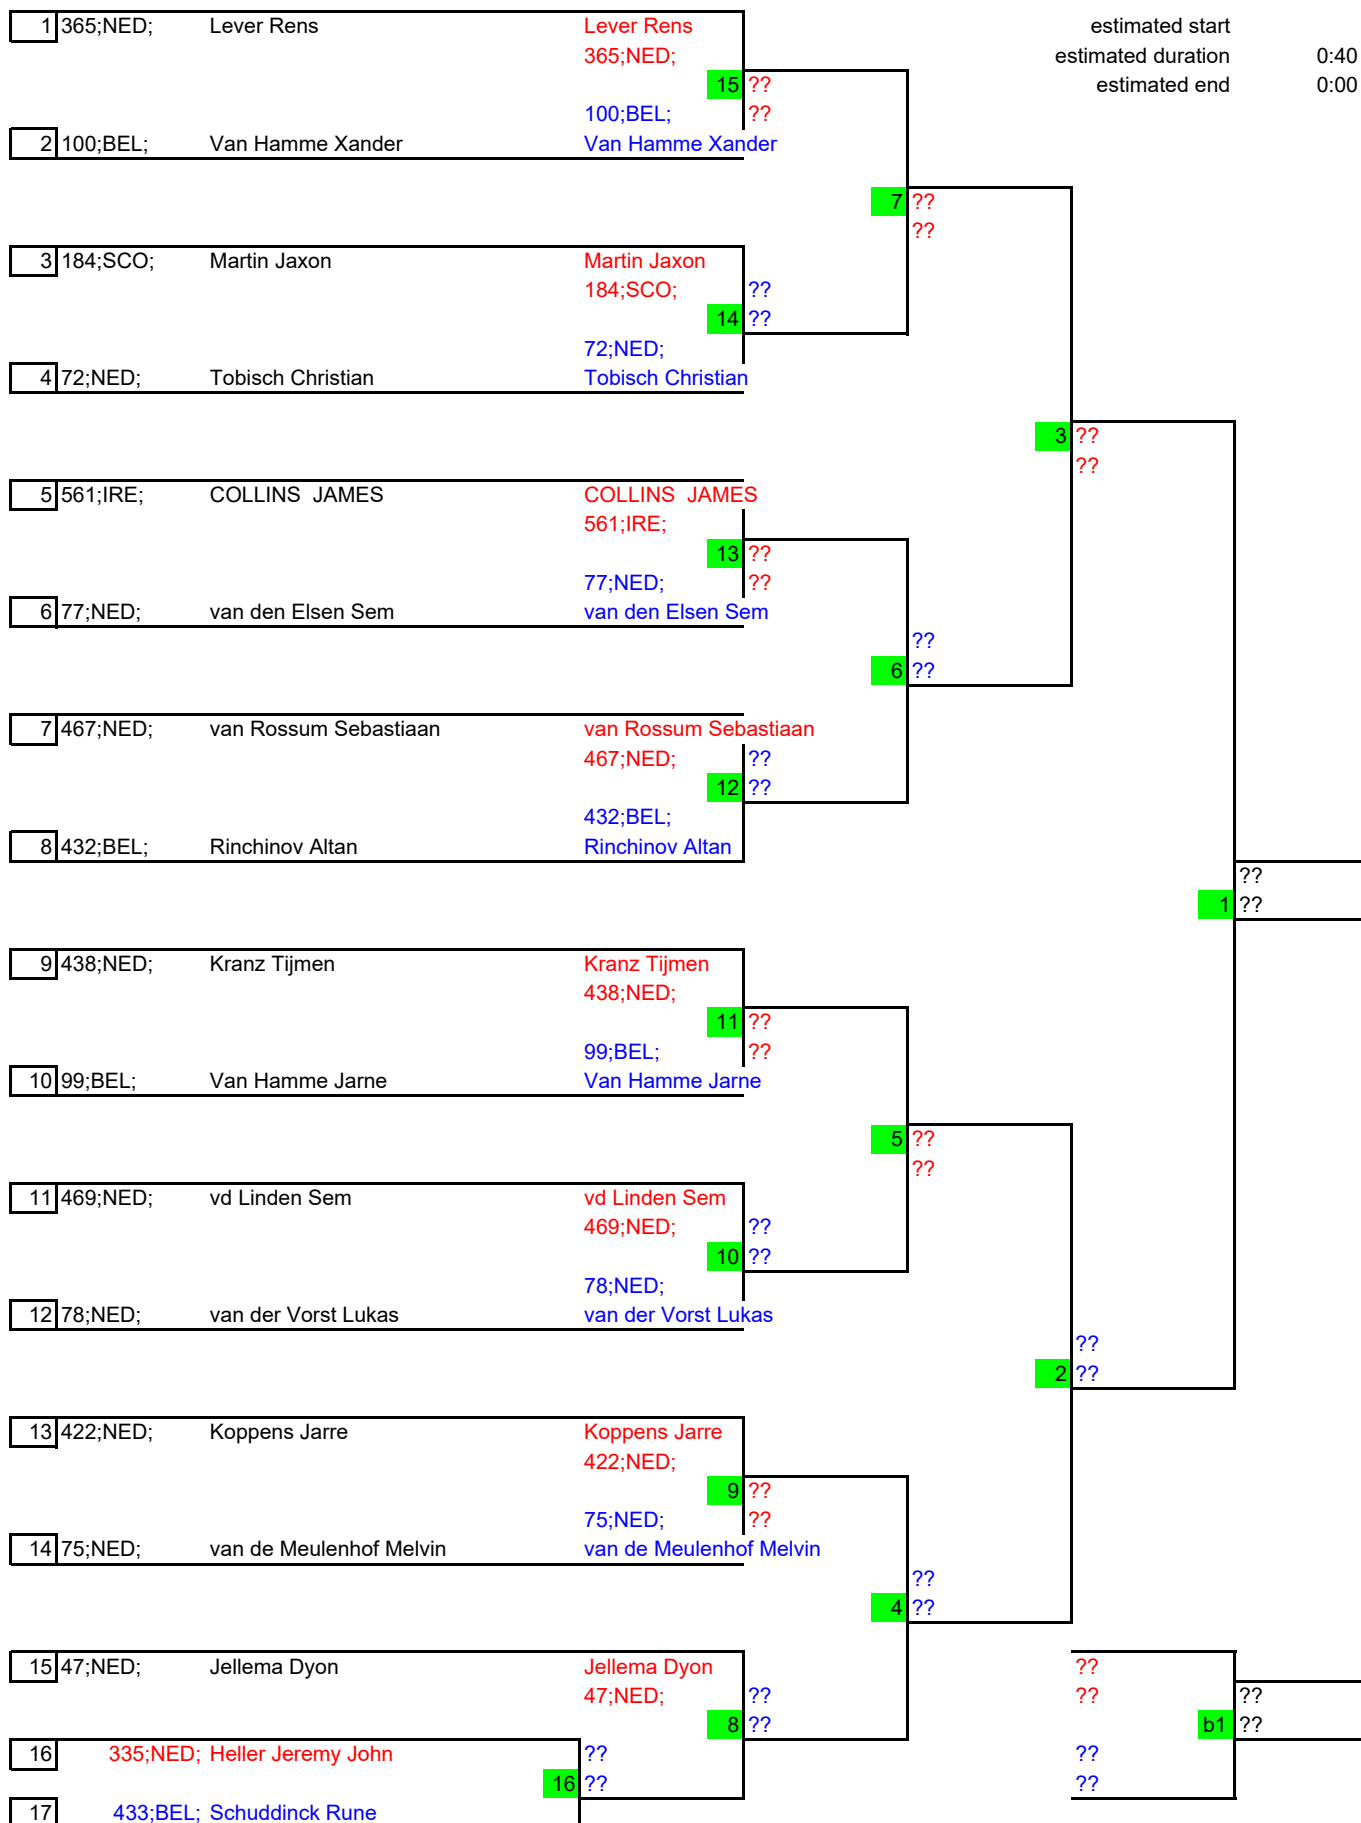 1 365;NED; Lever Rens Lever Rens estimated start
365;NED; estimated duration 0:40
15 ?? estimated end 0:00
100;BEL; ??
2 100;BEL; Van Hamme Xander Van Hamme Xander
7 ??
??
3 184;SCO; Martin Jaxon Martin Jaxon
184;SCO; ??
14 ??
72;NED;
4 72;NED; Tobisch Christian Tobisch Christian
3 ??
??
5 561;IRE; COLLINS JAMES COLLINS JAMES
561;IRE;
13 ??
77;NED; ??
6 77;NED; van den Elsen Sem van den Elsen Sem
??
6 ??
7 467;NED; van Rossum Sebastiaan van Rossum Sebastiaan
467;NED; ??
12 ??
432;BEL;
8 432;BEL; Rinchinov Altan Rinchinov Altan
??
1 ??
9 438;NED; Kranz Tijmen Kranz Tijmen
438;NED;
11 ??
99;BEL; ??
10 99;BEL; Van Hamme Jarne Van Hamme Jarne
5 ??
??
11 469;NED; vd Linden Sem vd Linden Sem
469;NED; ??
10 ??
78;NED;
12 78;NED; van der Vorst Lukas van der Vorst Lukas
??
2 ??
13 422;NED; Koppens Jarre Koppens Jarre
422;NED;
9 ??
75;NED; ??
14 75;NED; van de Meulenhof Melvin van de Meulenhof Melvin
??
4 ??
15 47;NED; Jellema Dyon Jellema Dyon ??
47;NED; ?? ?? ??
8 ?? b1 ??
16 335;NED; Heller Jeremy John ?? ??
16 ?? ??
17 433;BEL; Schuddinck Rune